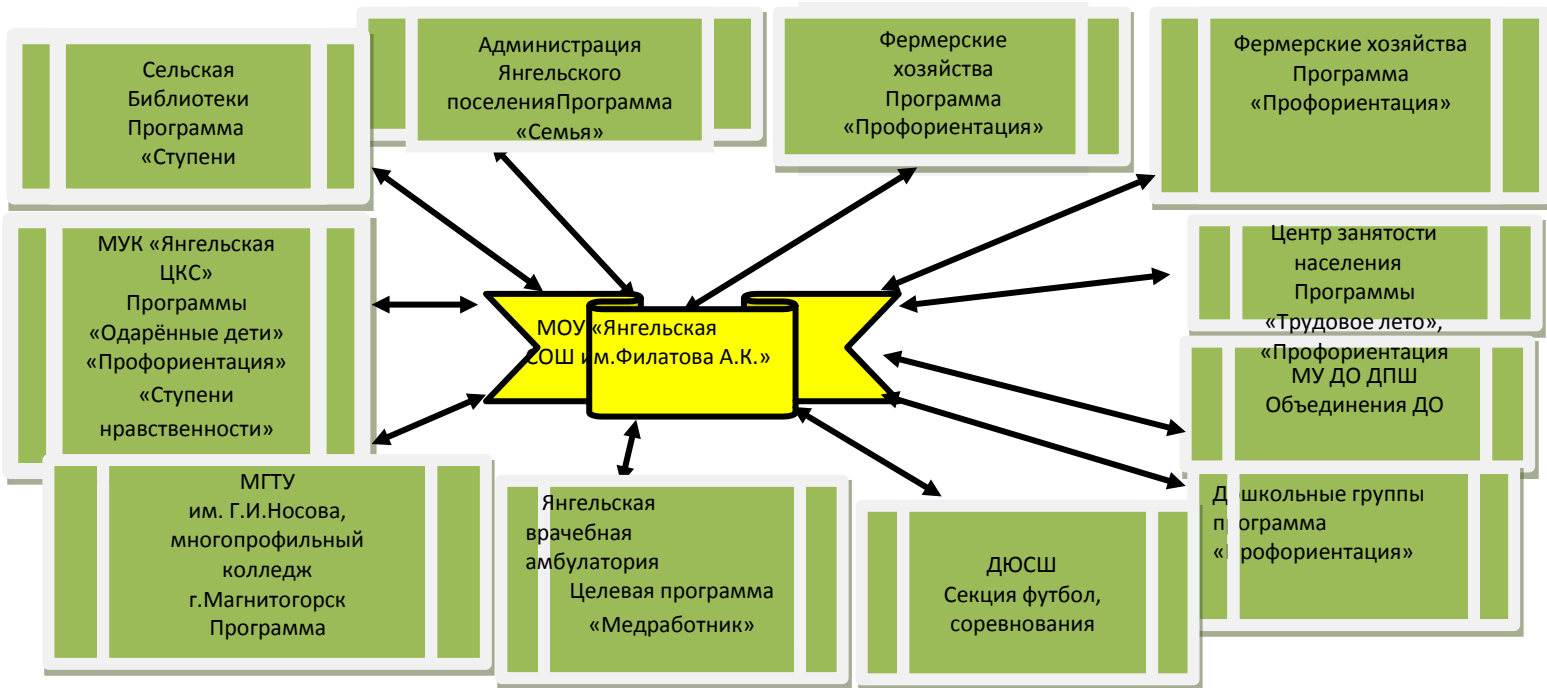 Сельская
Библиотеки
Программа
«Ступени
Администрация
Янгельского
поселенияПрограмма
«Семья»
Фермерские
хозяйства
Программа
«Профориентация»
Фермерские хозяйства
Программа
«Профориентация»
МУК «Янгельская
ЦКС»
Программы
«Одарённые дети»
«Профориентация»
«Ступени
нравственности»
МОУ «Янгельская
СОШ им.Филатова А.К.»
Центр занятости
населения
Программы
«Трудовое лето»,
«Профориентация
МУ ДО ДПШ
Объединения ДО
МГТУ
им. Г.И.Носова,
многопрофильный
колледж
г.Магнитогорск
Программа
Янгельская
врачебная
амбулатория
Целевая программа
«Медработник»
ДЮСШ
Секция футбол,
соревнования
Дошкольные группы
программа
«Профориентация»